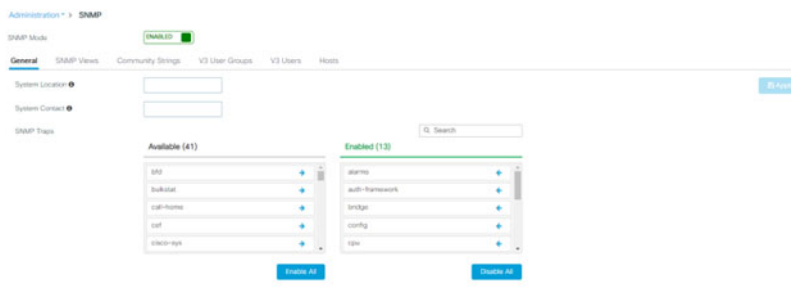 Administration > SNMP
SNMP Mode
ENABLED
General SNMP Views Community Strings V3 User Groups V3 Users Hosts
System Location
Apply
System Contact
SNMP Traps
Search
Available (41) Enabled (13)
bfd alarms
bulkstat auth-framework
call-home bridge
cef config
cisco-sys cpu
Enable All Disable All